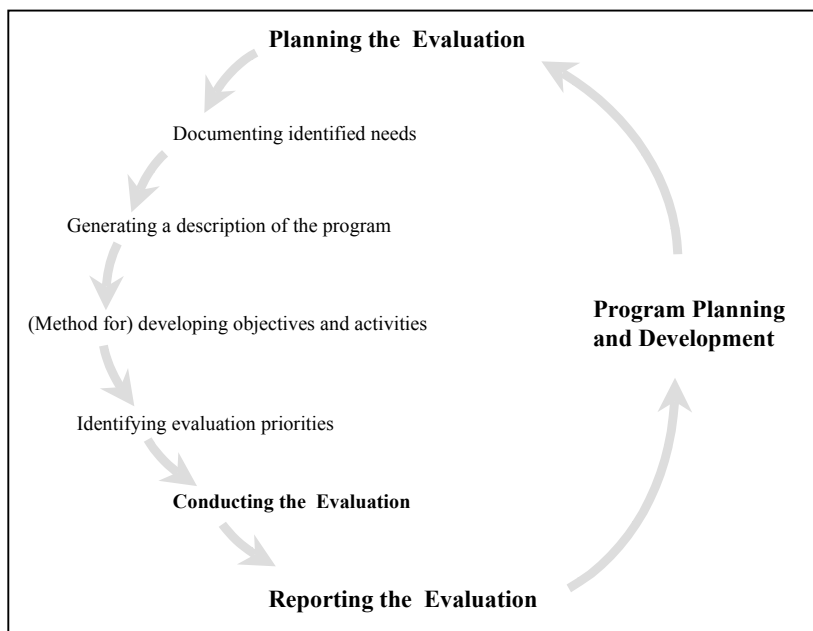 Planning the Evaluation
Documenting identified needs
Generating a description of the program
(Method for) developing objectives and activities
Identifying evaluation priorities
Conducting the Evaluation
Reporting the Evaluation
Program Planning
and Development